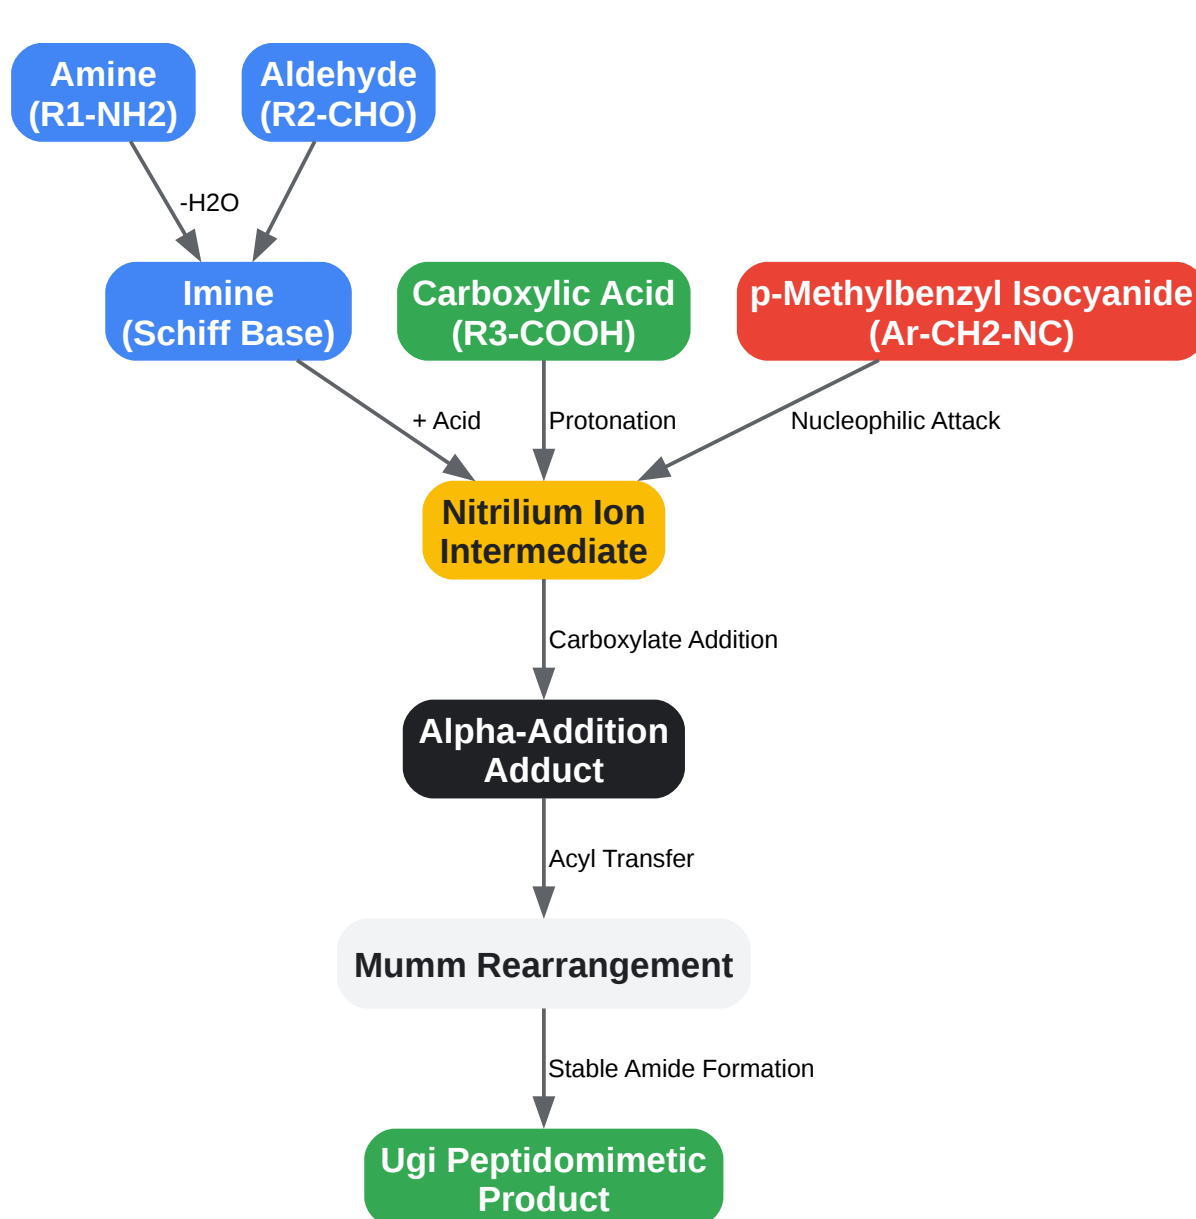 Amine
(R1-NH2)
Aldehyde
(R2-CHO)
-H2O
Imine
(Schiff Base)
Carboxylic Acid
(R3-COOH)
p-Methylbenzyl Isocyanide
(Ar-CH2-NC)
+ Acid
Protonation
Nucleophilic Attack
Nitrilium Ion
Intermediate
Carboxylate Addition
Alpha-Addition
Adduct
Acyl Transfer
Mumm Rearrangement
Stable Amide Formation
Ugi Peptidomimetic
Product